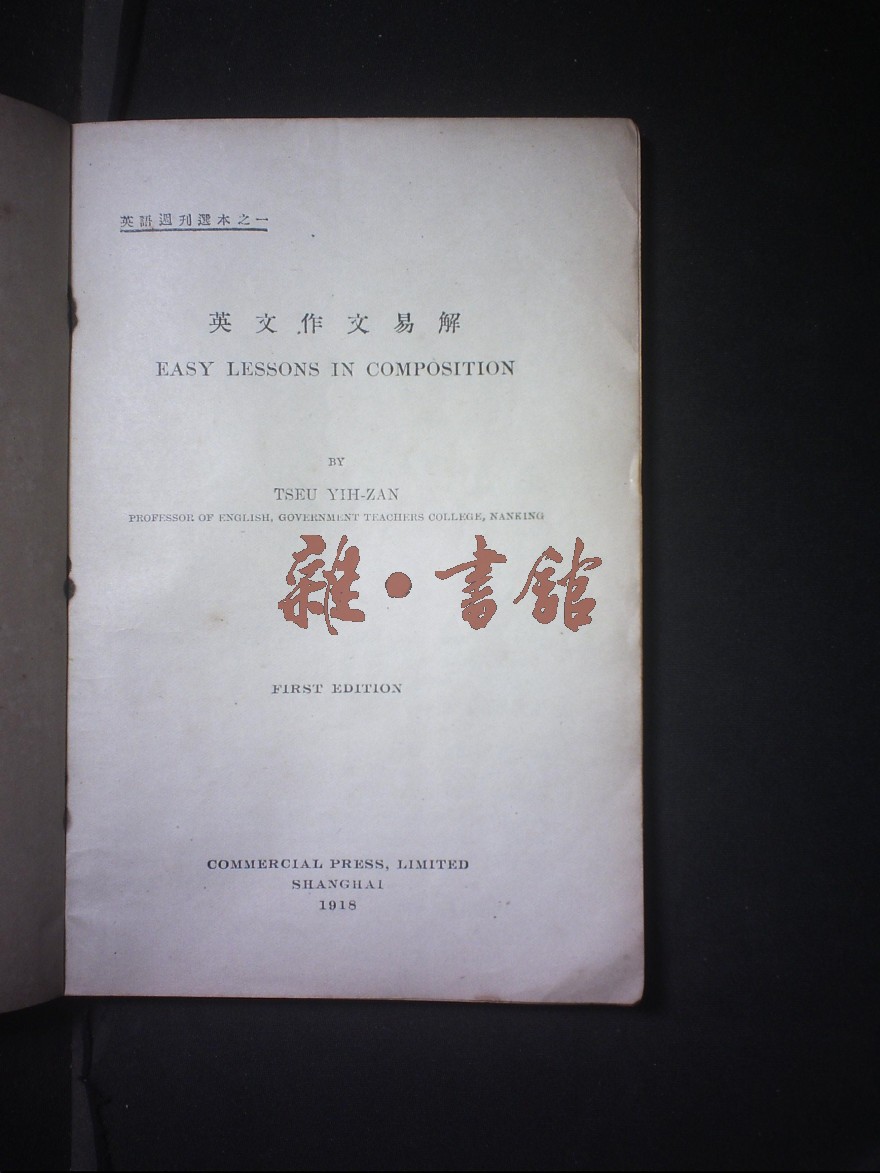 英語週刊選本之一
英文作文易解
EASY LESSONS IN COMPOSITION
BY
TSEU YIH-ZAN
PROFESSOR OF ENGLISH, GOVERNMENT TEACHERS COLLEGE, NANKING
雜·書館
FIRST EDITION
COMMERCIAL PRESS, LIMITED
SHANGHAI
1918